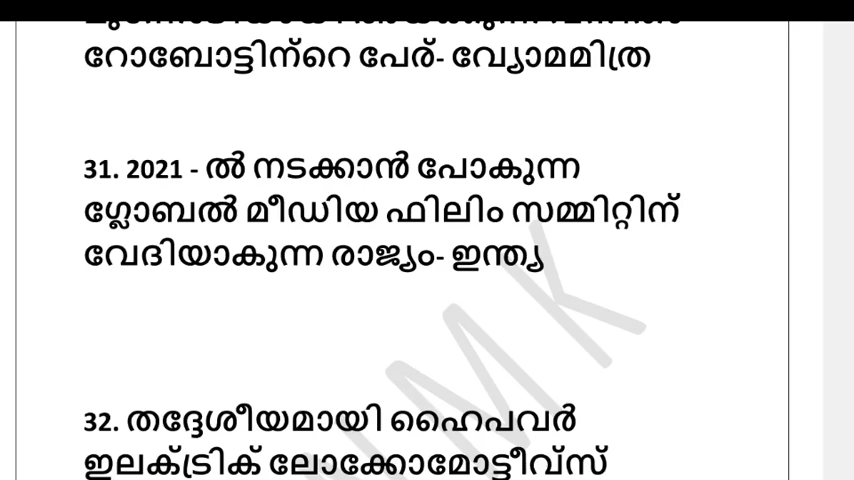 റോബോട്ടിന്റെ പേര്- വ്യോമമിത്ര
31. 2021 - ൽ നടക്കാൻ പോകുന്ന
ഗ്ലോബൽ മീഡിയ ഫിലിം സമ്മിറ്റിന്
വേദിയാകുന്ന രാജ്യം- ഇന്ത്യ
32. തദ്ദേശീയമായി ഹൈപവർ
ഇലക്ട്രിക് ലോക്കോമോട്ടീവ്സ്